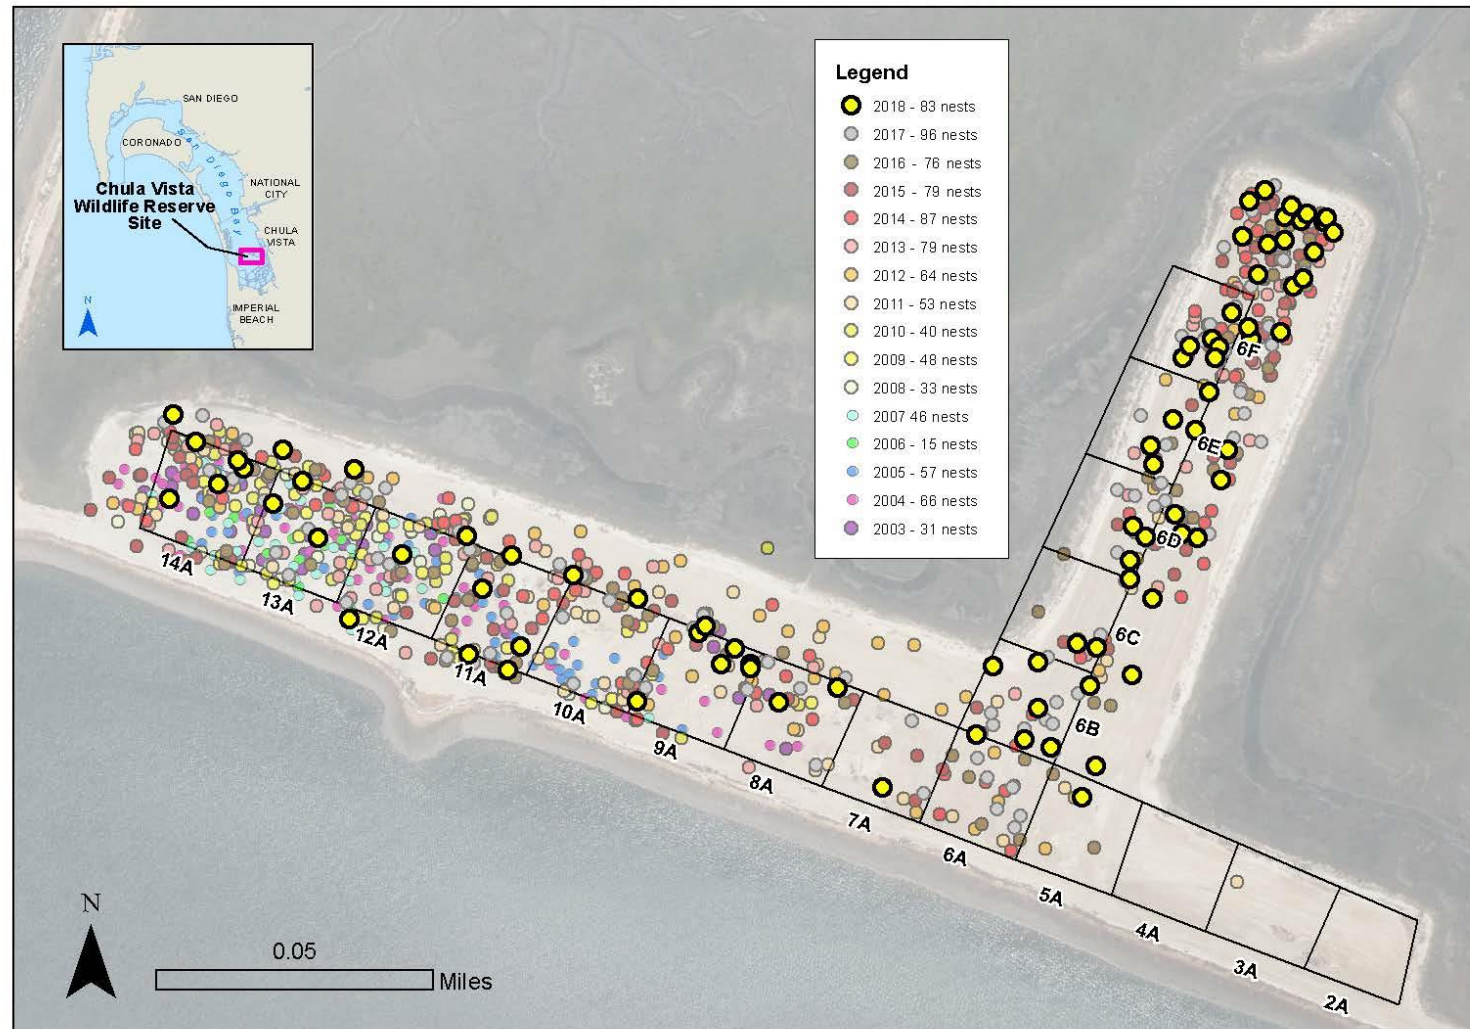 SAN DIEGO
CORONADO
San Diego Bay
NATIONAL
CITY
Chula Vista
Wildlife Reserve
Site
CHULA
VISTA
IMPERIAL
BEACH
N
Legend
2018 - 83 nests
2017 - 96 nests
2016 - 76 nests
2015 - 79 nests
2014 - 87 nests
2013 - 79 nests
2012 - 64 nests
2011 - 53 nests
2010 - 40 nests
2009 - 48 nests
2008 - 33 nests
2007 46 nests
2006 - 15 nests
2005 - 57 nests
2004 - 66 nests
2003 - 31 nests
6F
6E
6D
6C
6B
14A
13A
12A
11A
10A
9A
8A
7A
6A
5A
4A
3A
2A
N
0.05
Miles